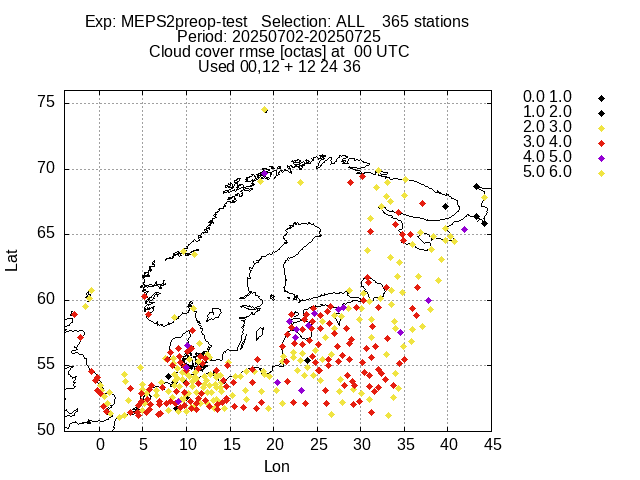 Exp: MEPS2preop-test   Selection: ALL    365 stations
Period: 20250702-20250725
Cloud cover rmse [octas] at  00 UTC
Used 00,12 + 12 24 36
0.0 1.0
1.0 2.0
2.0 3.0
3.0 4.0
4.0 5.0
5.0 6.0
75
70
65
60
55
50
Lat
0 5 10 15 20 25 30 35 40 45
Lon